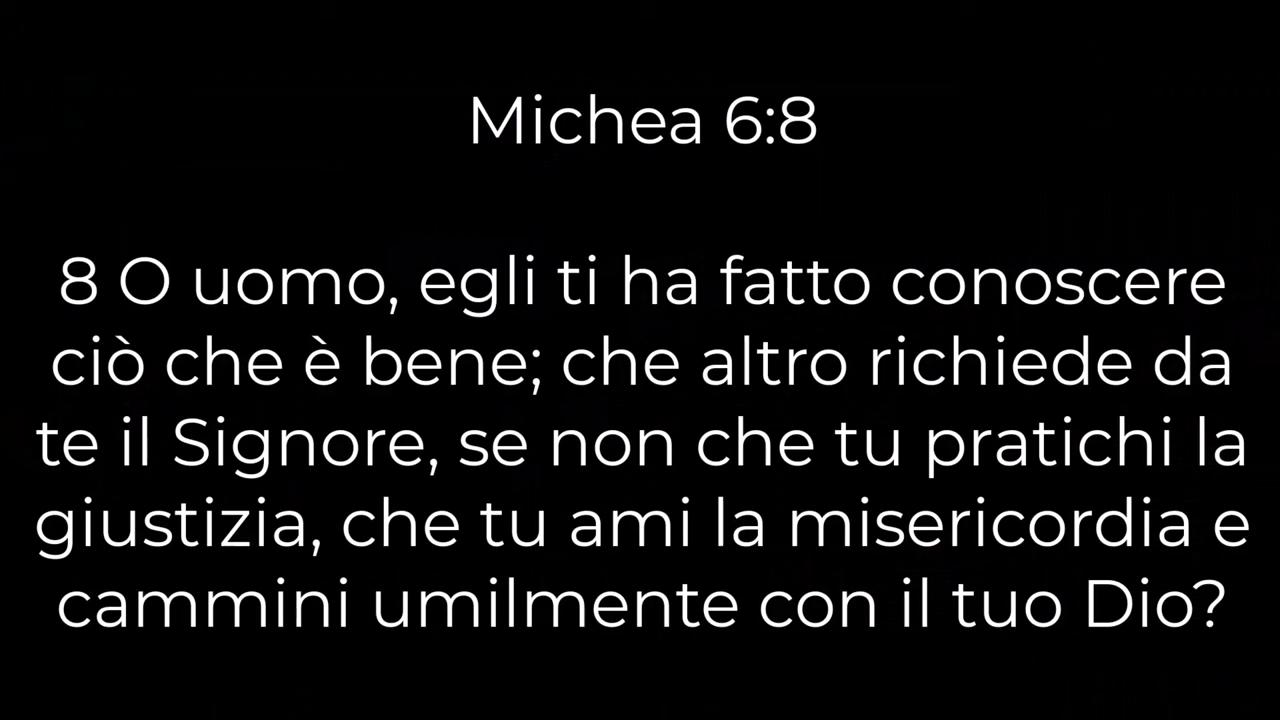 Michea 6:8
8 O uomo, egli ti ha fatto conoscere
ciò che è bene; che altro richiede da
te il Signore, se non che tu pratichi la
giustizia, che tu ami la misericordia e
cammini umilmente con il tuo Dio?